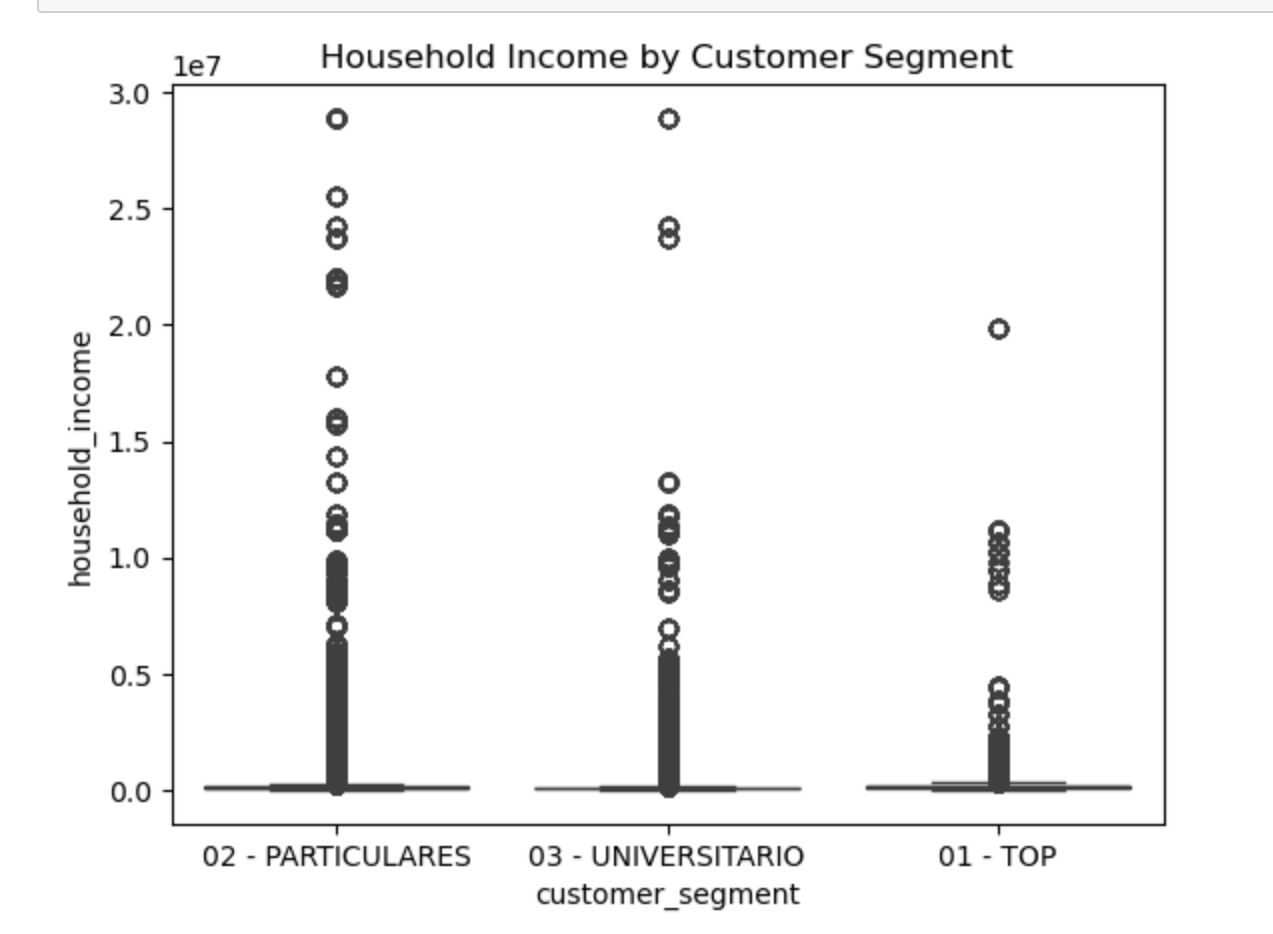 Household Income by Customer Segment
1e7
3.0
2.5
2.0
1.5
1.0
0.5
0.0
household_income
02 - PARTICULARES
03 - UNIVERSITARIO
01 - TOP
customer_segment